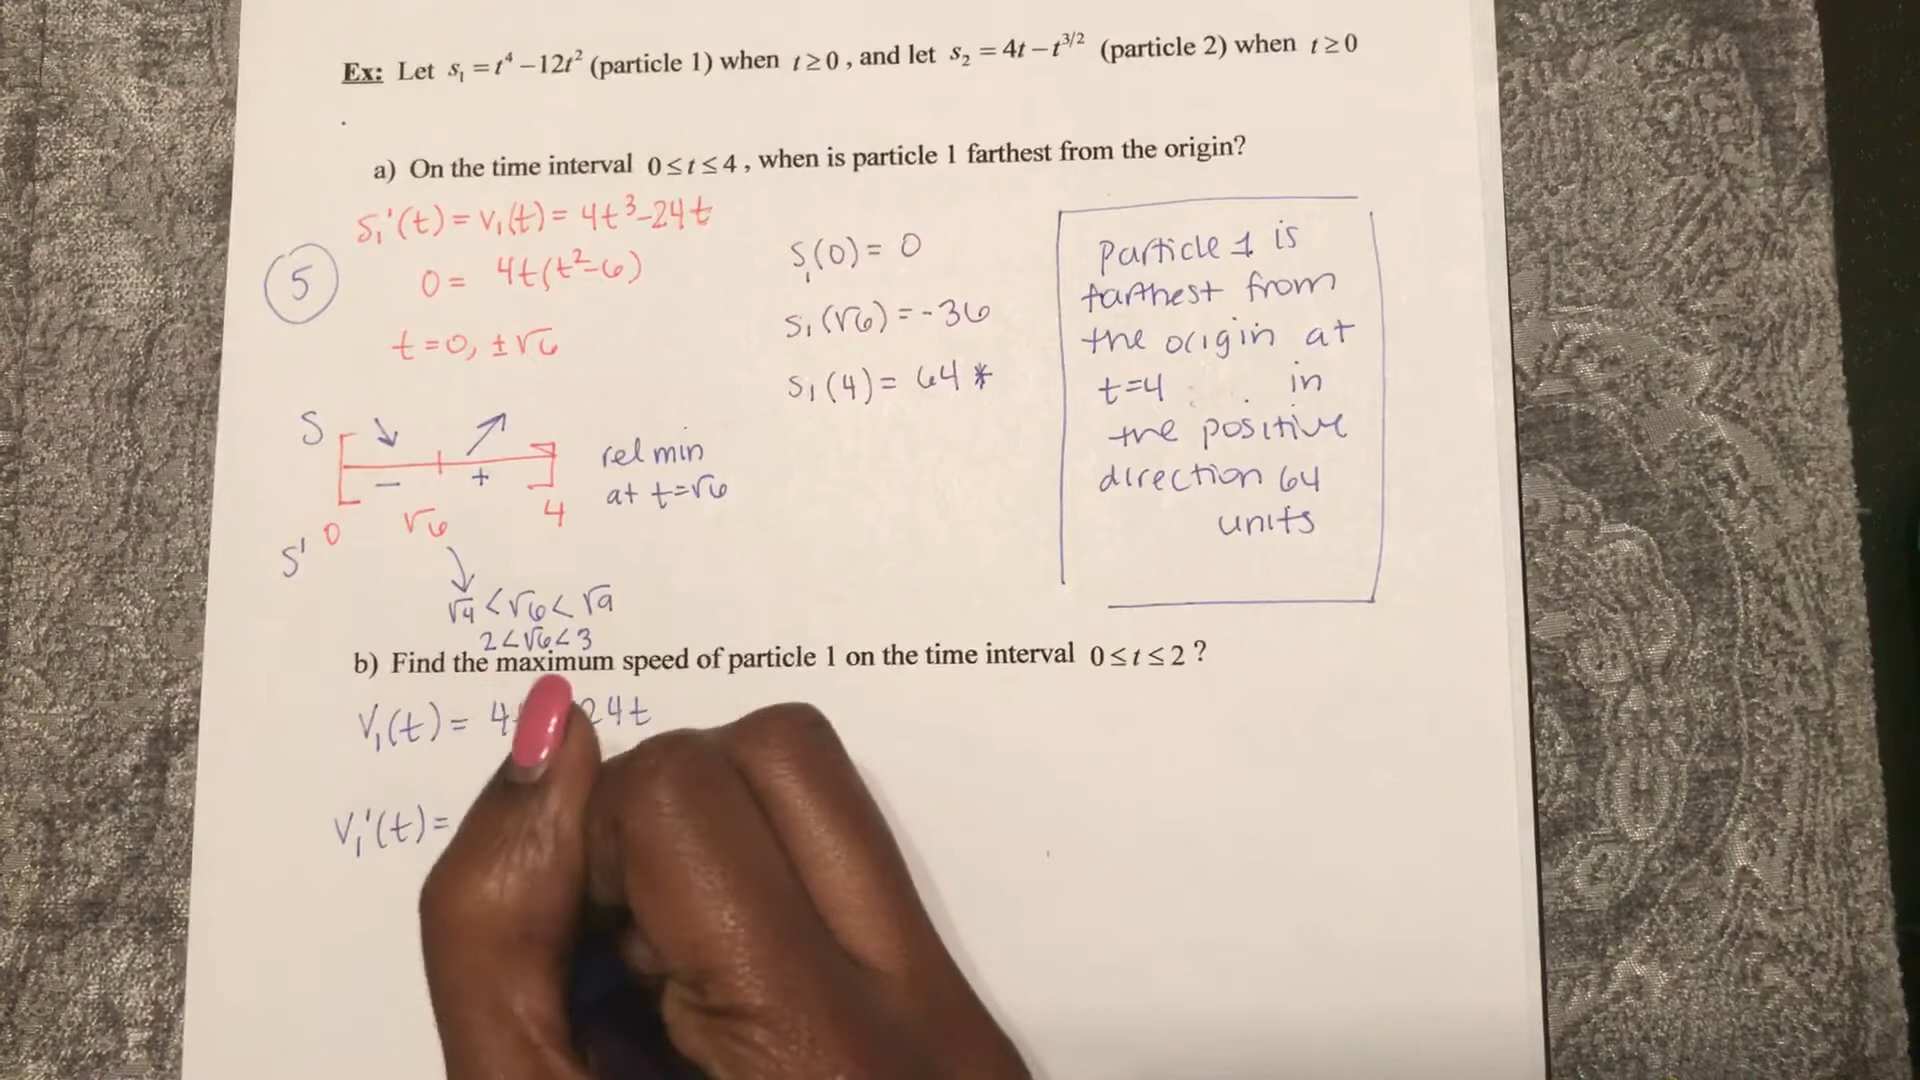 Ex: Let s₁ = t⁴ – 12t² (particle 1) when t ≥ 0, and let s₂ = 4t – t^{3/2} (particle 2) when t ≥ 0
.
a) On the time interval 0 ≤ t ≤ 4, when is particle 1 farthest from the origin?
S₁'(t) = V₁(t) = 4t³ – 24t
0 = 4t(t² – 6)
t = 0, ±√6
5
S₁(0) = 0
S₁(√6) = -36
S₁(4) = 64 *
Particle 1 is
farthest from
the origin at
t=4 in
the positive
direction 64
units
S ↘ ↗
– +
0 √6 4
S'
rel min
at t=√6
√4 < √6 < √9
2 < √6 < 3
b) Find the maximum speed of particle 1 on the time interval 0 ≤ t ≤ 2 ?
V₁(t) = 4 24t
V₁'(t) =